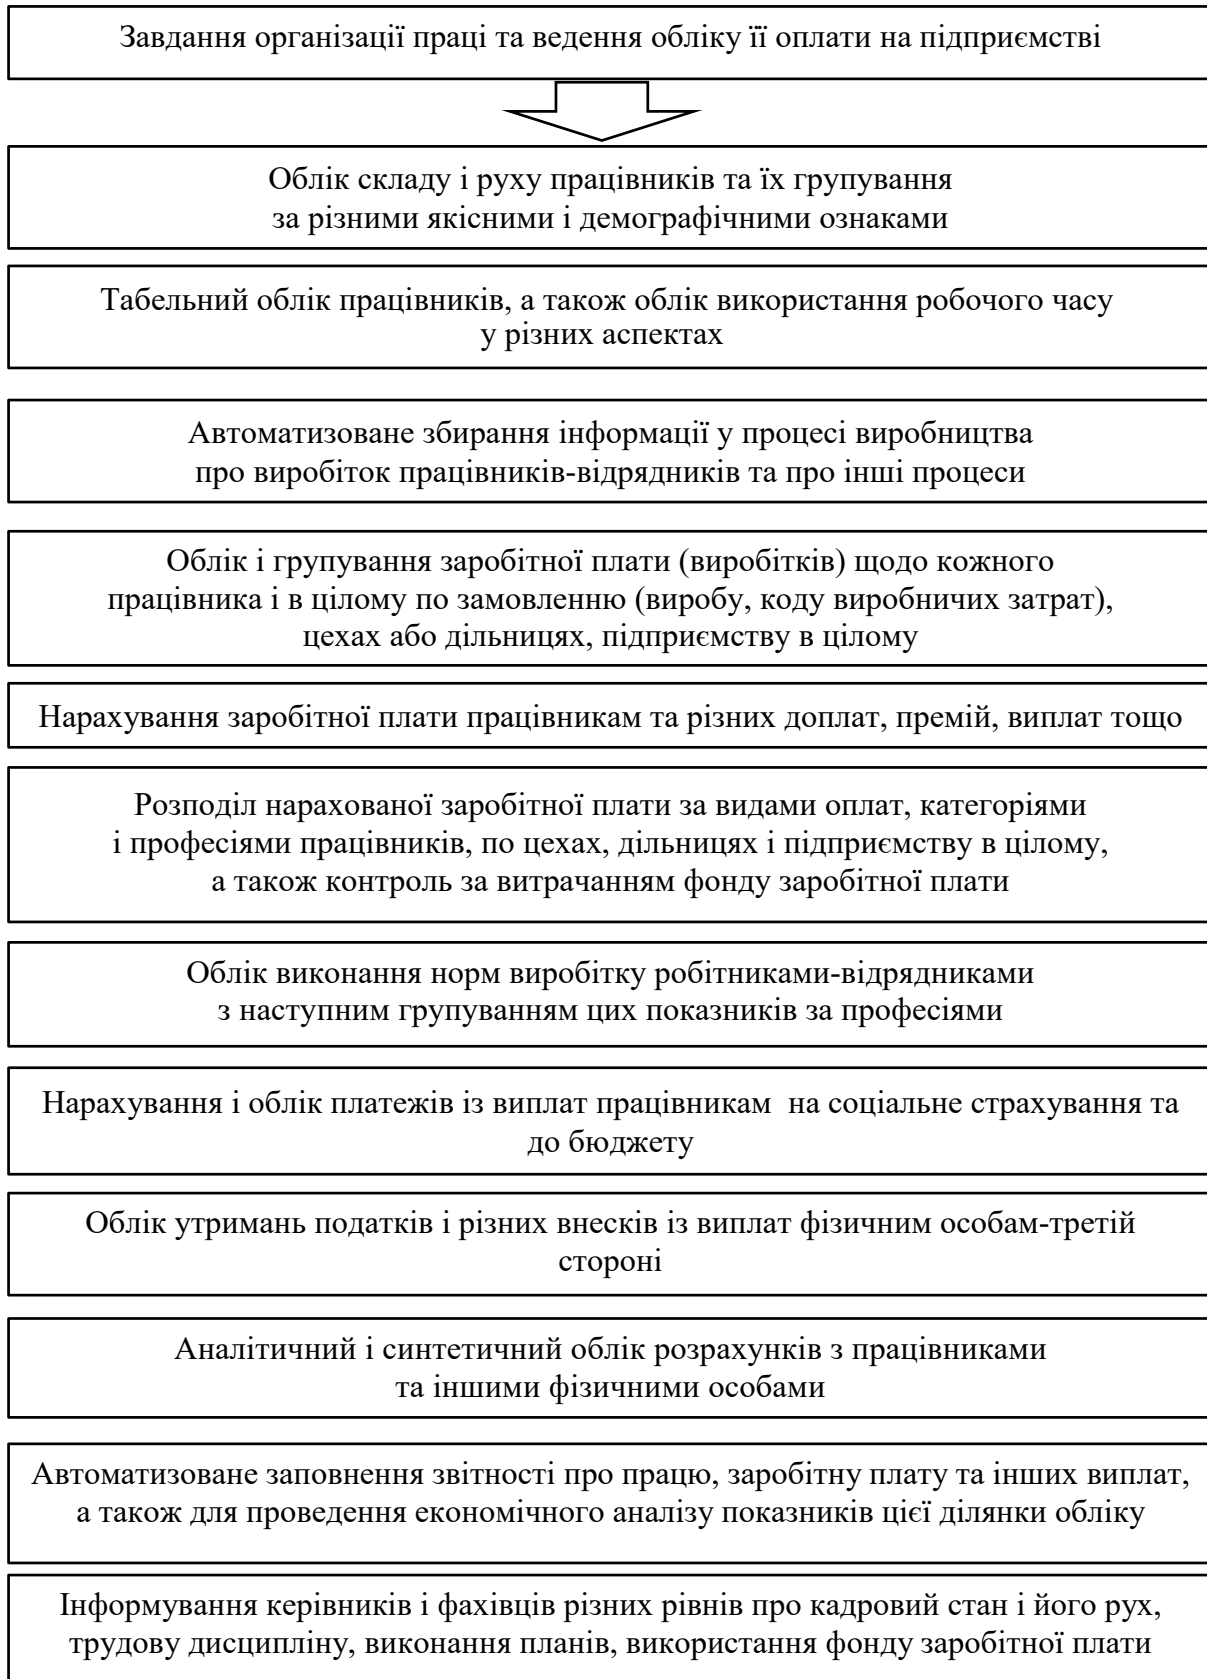 Завдання організації праці та ведення обліку її оплати на підприємстві
Облік складу і руху працівників та їх групування
за різними якісними і демографічними ознаками
Табельний облік працівників, а також облік використання робочого часу
у різних аспектах
Автоматизоване збирання інформації у процесі виробництва
про виробіток працівників-відрядників та про інші процеси
Облік і групування заробітної плати (виробітків) щодо кожного
працівника і в цілому по замовленню (виробу, коду виробничих затрат),
цехах або дільницях, підприємству в цілому
Нарахування заробітної плати працівникам та різних доплат, премій, виплат тощо
Розподіл нарахованої заробітної плати за видами оплат, категоріями
і професіями працівників, по цехах, дільницях і підприємству в цілому,
а також контроль за витрачанням фонду заробітної плати
Облік виконання норм виробітку робітниками-відрядниками
з наступним групуванням цих показників за професіями
Нарахування і облік платежів із виплат працівникам  на соціальне страхування та
до бюджету
Облік утримань податків і різних внесків із виплат фізичним особам-третій
стороні
Аналітичний і синтетичний облік розрахунків з працівниками
та іншими фізичними особами
Автоматизоване заповнення звітності про працю, заробітну плату та інших виплат,
а також для проведення економічного аналізу показників цієї ділянки обліку
Інформування керівників і фахівців різних рівнів про кадровий стан і його рух,
трудову дисципліну, виконання планів, використання фонду заробітної плати